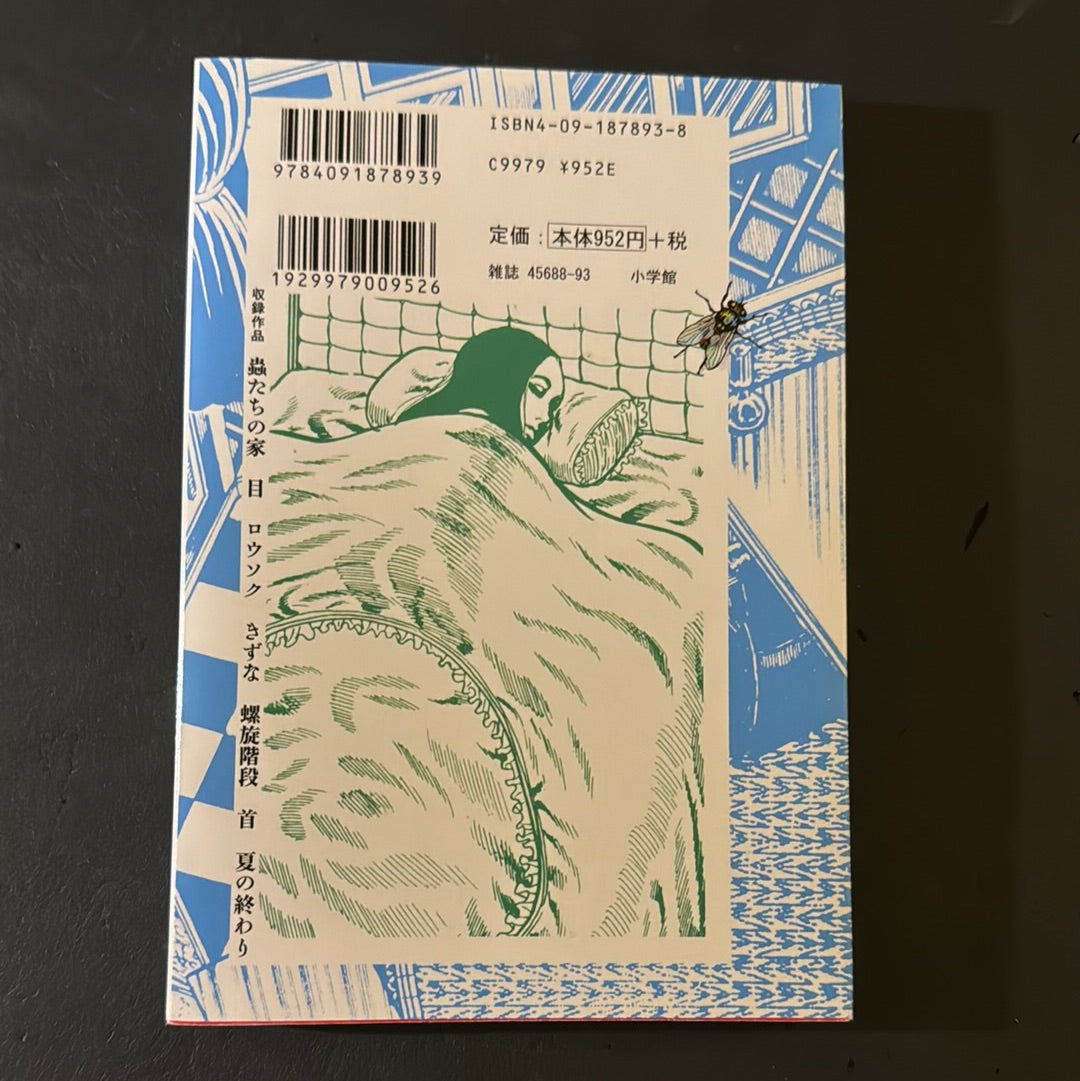 ISBN4-09-187893-8
9784091878939
C9979 ¥952E
1929979009526
定価:本体952円+税
雑誌 45688-93 小学館
収録作品 蟲たちの家 目 ロウソク きずな 螺旋階段 首 夏の終わり